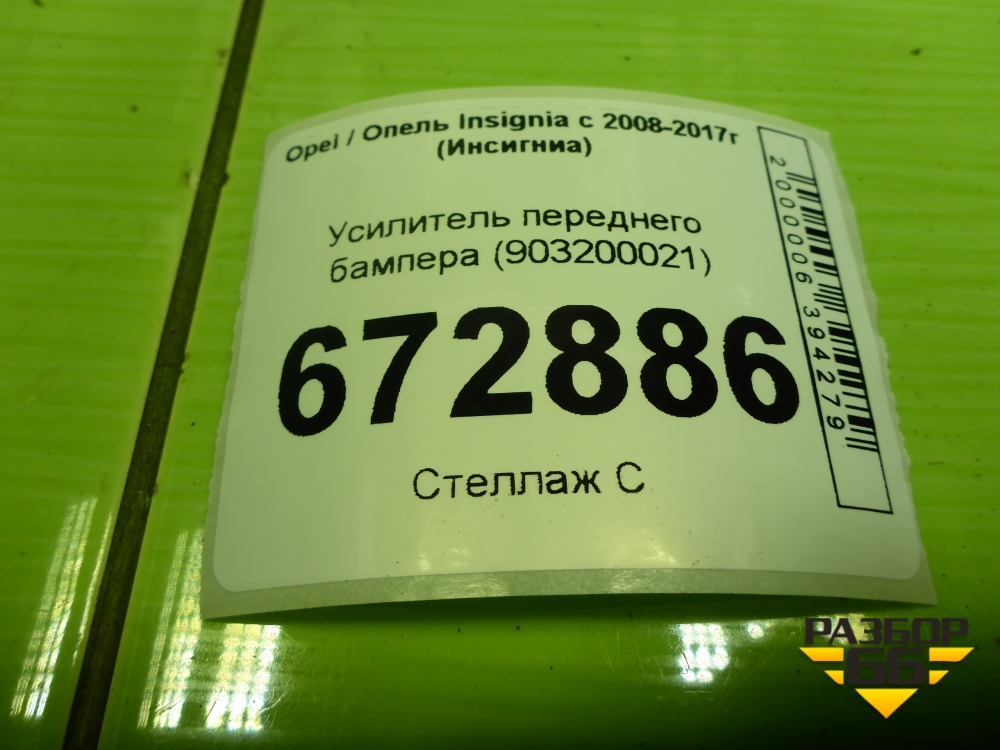 Opel / Опель Insignia с 2008-2017г
(Инсигниа)
Усилитель переднего
бампера (903200021)
672886
Стеллаж С
2000006394279
РАЗБОР
66